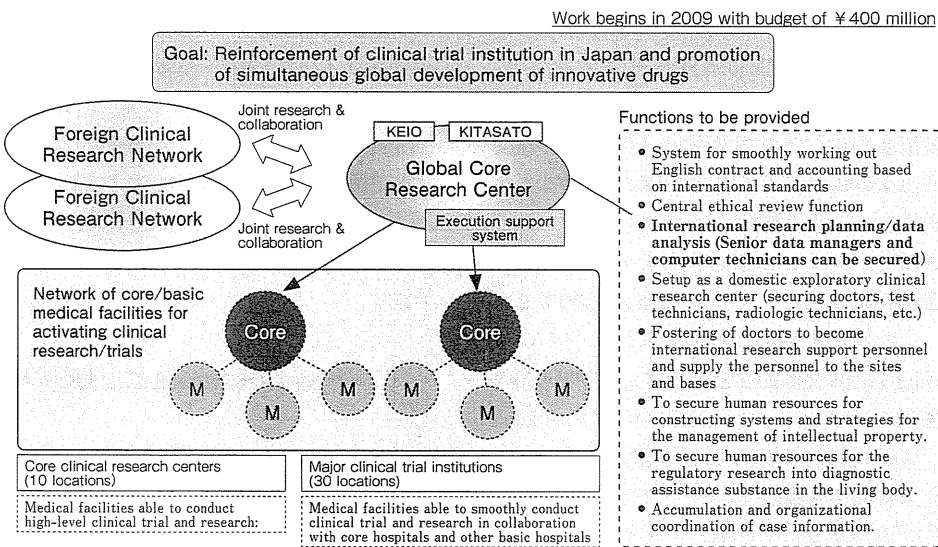 Work begins in 2009 with budget of ¥400 million
Goal: Reinforcement of clinical trial institution in Japan and promotion
of simultaneous global development of innovative drugs
Foreign Clinical
Research Network
Foreign Clinical
Research Network
Joint research &
collaboration
Joint research &
collaboration
KEIO
KITASATO
Global Core
Research Center
Execution support
system
Network of core/basic
medical facilities for
activating clinical
research/trials
Core
M
M
M
Core
M
M
M
Core clinical research centers
(10 locations)
Medical facilities able to conduct
high-level clinical trial and research:
Major clinical trial institutions
(30 locations)
Medical facilities able to smoothly conduct
clinical trial and research in collaboration
with core hospitals and other basic hospitals
Functions to be provided
• System for smoothly working out
English contract and accounting based
on international standards
• Central ethical review function
• International research planning/data
analysis (Senior data managers and
computer technicians can be secured)
• Setup as a domestic exploratory clinical
research center (securing doctors, test
technicians, radiologic technicians, etc.)
• Fostering of doctors to become
international research support personnel
and supply the personnel to the sites
and bases
• To secure human resources for
constructing systems and strategies for
the management of intellectual property.
• To secure human resources for the
regulatory research into diagnostic
assistance substance in the living body.
• Accumulation and organizational
coordination of case information.